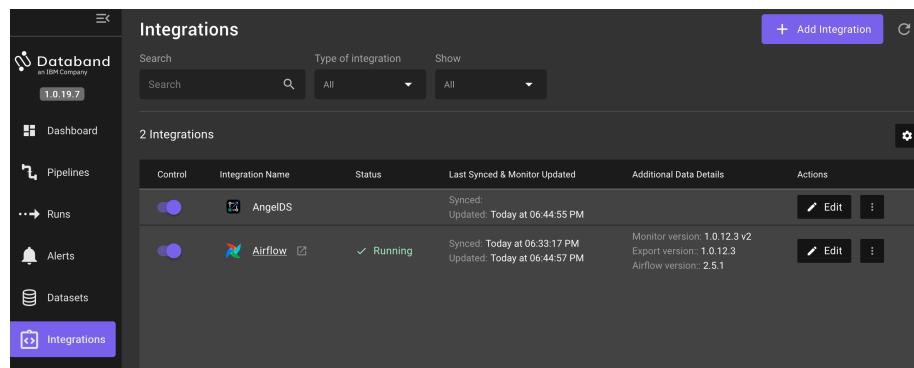 Integrations
Add Integration
Databand
an IBM Company
1.0.19.7
Search
Type of integration
Show
Search
All
All
Dashboard
2 Integrations
Pipelines
Control
Integration Name
Status
Last Synced & Monitor Updated
Additional Data Details
Actions
Runs
AngelDS
Synced:
Updated: Today at 06:44:55 PM
Edit
Alerts
Airflow
Running
Synced: Today at 06:33:17 PM
Updated: Today at 06:44:57 PM
Monitor version: 1.0.12.3 v2
Export version:: 1.0.12.3
Airflow version:: 2.5.1
Edit
Datasets
Integrations